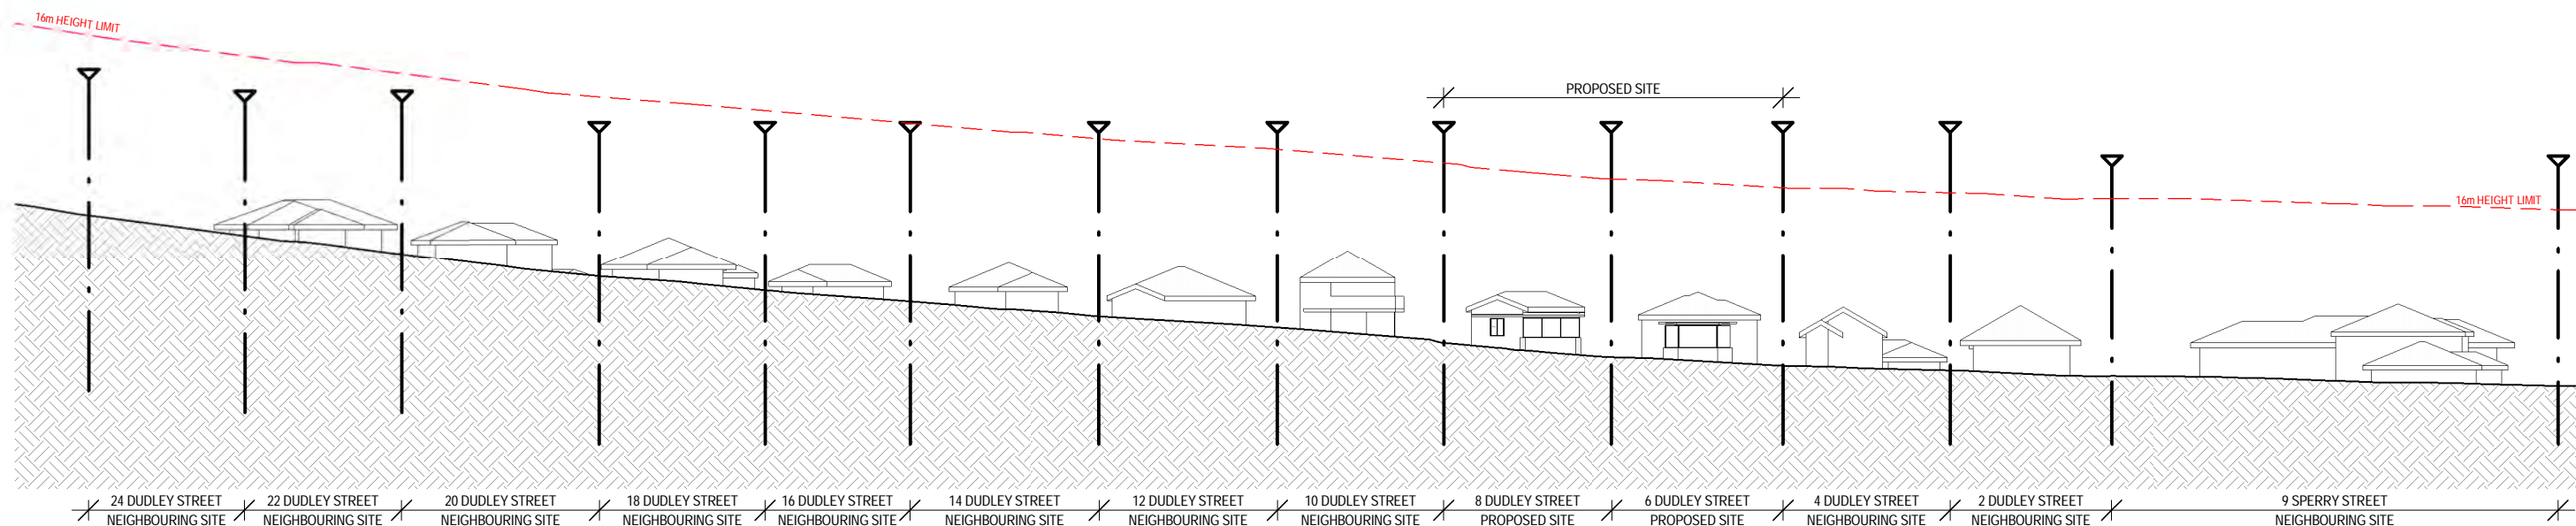 16m HEIGHT LIMIT
PROPOSED SITE
16m HEIGHT LIMIT
24 DUDLEY STREET
NEIGHBOURING SITE
22 DUDLEY STREET
NEIGHBOURING SITE
20 DUDLEY STREET
NEIGHBOURING SITE
18 DUDLEY STREET
NEIGHBOURING SITE
16 DUDLEY STREET
NEIGHBOURING SITE
14 DUDLEY STREET
NEIGHBOURING SITE
12 DUDLEY STREET
NEIGHBOURING SITE
10 DUDLEY STREET
NEIGHBOURING SITE
8 DUDLEY STREET
PROPOSED SITE
6 DUDLEY STREET
PROPOSED SITE
4 DUDLEY STREET
NEIGHBOURING SITE
2 DUDLEY STREET
NEIGHBOURING SITE
9 SPERRY STREET
NEIGHBOURING SITE